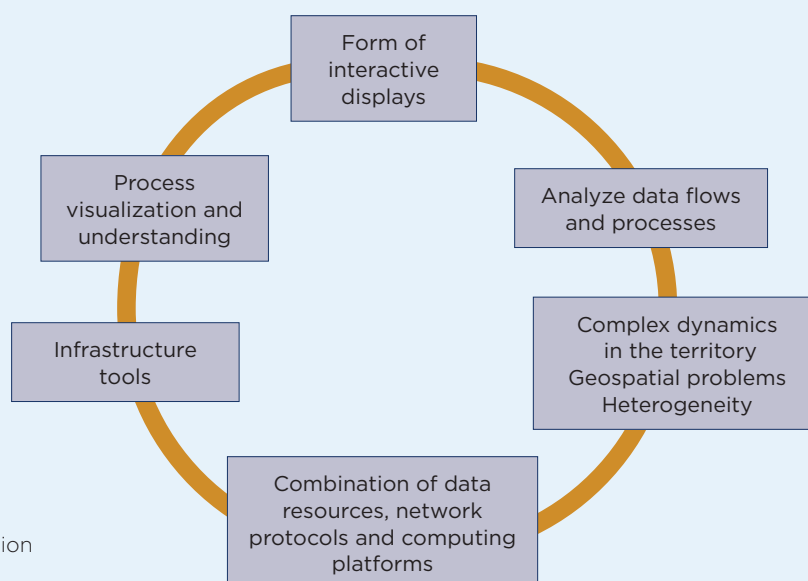 Form of
interactive
displays
Process
visualization and
understanding
Analyze data flows
and processes
Infrastructure
tools
Complex dynamics
in the territory
Geospatial problems
Heterogeneity
Combination of data
resources, network
protocols and computing
platforms
ion